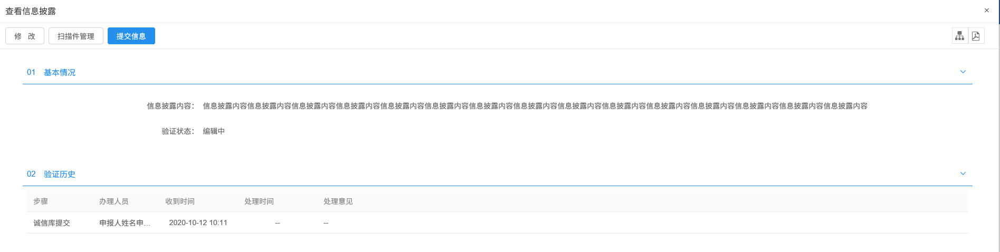 查看信息披露
×
修 改 扫描件管理 提交信息
01 基本情况
信息披露内容： 信息披露内容信息披露内容信息披露内容信息披露内容信息披露内容信息披露内容信息披露内容信息披露内容信息披露内容信息披露内容信息披露内容信息披露内容信息披露内容信息披露内容信息披露内容
验证状态： 编辑中
02 验证历史
步骤 办理人员 收到时间 处理时间 处理意见
诚信库提交 申报人姓名申... 2020-10-12 10:11 -- --